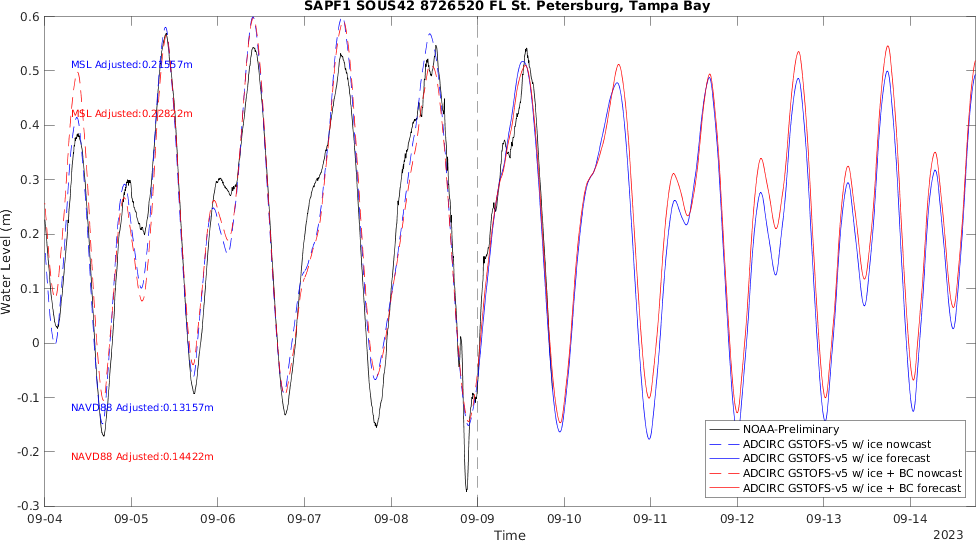 SAPF1 SOUS42 8726520 FL St. Petersburg, Tampa Bay
0.6
0.5
0.4
0.3
0.2
0.1
0
-0.1
-0.2
-0.3
Water Level (m)
MSL Adjusted:0.21557m
MSL Adjusted:0.22822m
NAVD88 Adjusted:0.13157m
NAVD88 Adjusted:0.14422m
NOAA-Preliminary
ADCIRC GSTOFS-v5 w/ ice nowcast
ADCIRC GSTOFS-v5 w/ ice forecast
ADCIRC GSTOFS-v5 w/ ice + BC nowcast
ADCIRC GSTOFS-v5 w/ ice + BC forecast
09-04 09-05 09-06 09-07 09-08 09-09 09-10 09-11 09-12 09-13 09-14
Time
2023